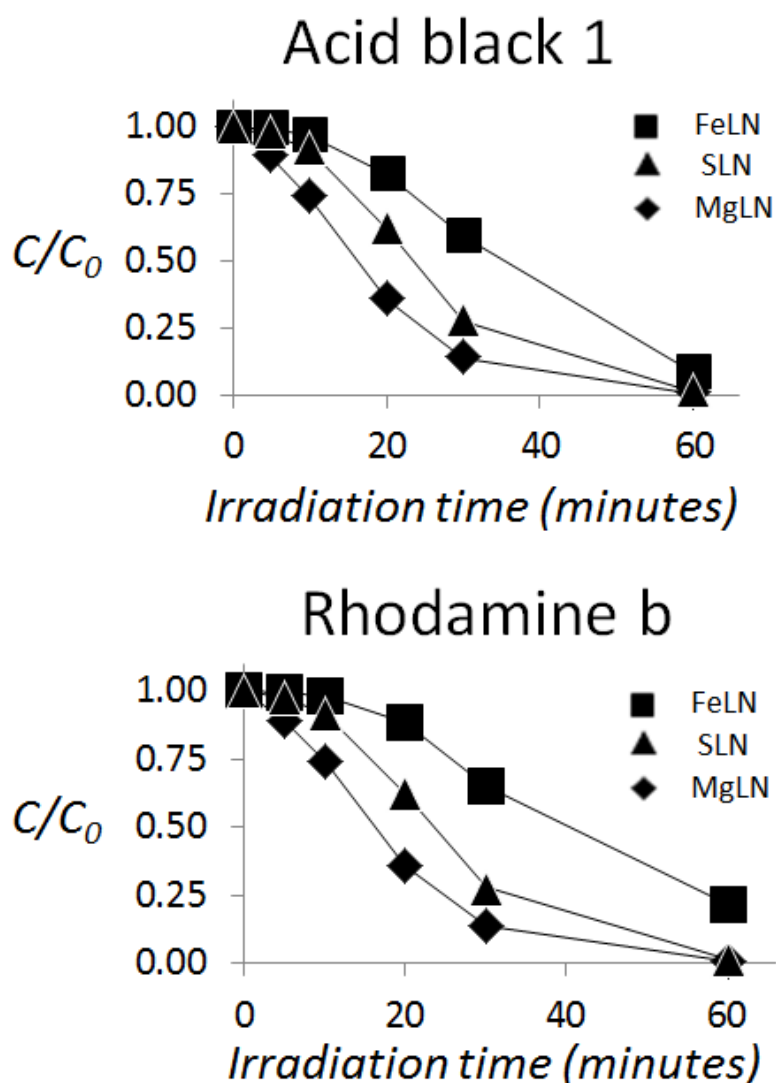 Acid black 1
1.00
0.75
0.50
0.25
0.00
C/C0
FeLN
SLN
MgLN
0 20 40 60
Irradiation time (minutes)
Rhodamine b
1.00
0.75
0.50
0.25
0.00
C/C0
FeLN
SLN
MgLN
0 20 40 60
Irradiation time (minutes)